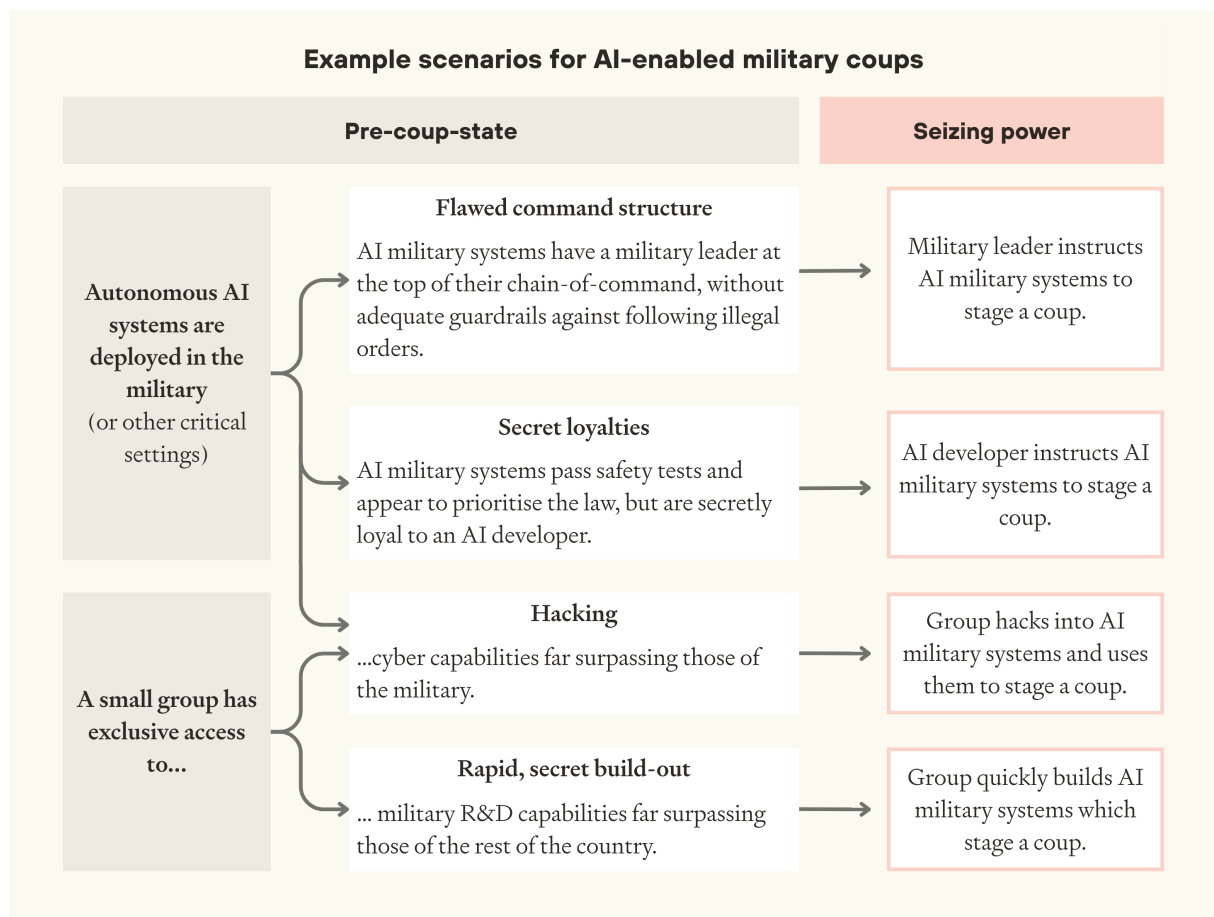 Example scenarios for AI-enabled military coups
Pre-coup-state
Seizing power
Autonomous AI
systems are
deployed in the
military
(or other critical
settings)
Flawed command structure
AI military systems have a military leader at
the top of their chain-of-command, without
adequate guardrails against following illegal
orders.
Military leader instructs
AI military systems to
stage a coup.
Secret loyalties
AI military systems pass safety tests and
appear to prioritise the law, but are secretly
loyal to an AI developer.
AI developer instructs AI
military systems to stage a
coup.
A small group has
exclusive access
to...
Hacking
...cyber capabilities far surpassing those of
the military.
Group hacks into AI
military systems and uses
them to stage a coup.
Rapid, secret build-out
... military R&D capabilities far surpassing
those of the rest of the country.
Group quickly builds AI
military systems which
stage a coup.